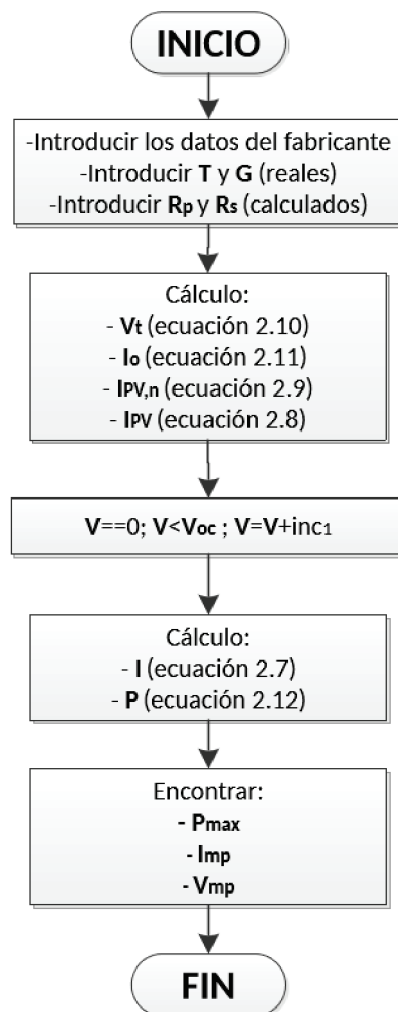 INICIO
-Introducir los datos del fabricante
-Introducir T y G (reales)
-Introducir Rp y Rs (calculados)
Cálculo:
- Vt (ecuación 2.10)
- Io (ecuación 2.11)
- IPV,n (ecuación 2.9)
- IPV (ecuación 2.8)
V==0; V<Voc ; V=V+inc1
Cálculo:
- I (ecuación 2.7)
- P (ecuación 2.12)
Encontrar:
- Pmax
- Imp
- Vmp
FIN